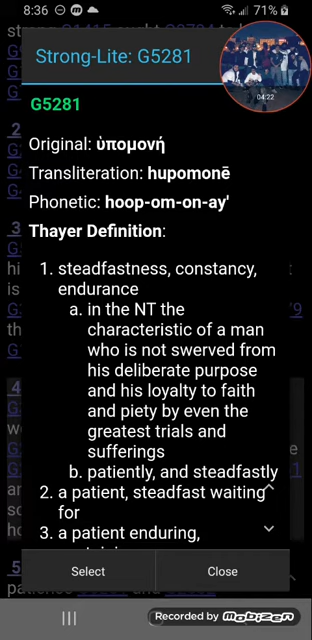 8:36
71%
Strong-Lite: G5281
04:22
G5281
Original: ὑπομονή
Transliteration: hupomonē
Phonetic: hoop-om-on-ay'
Thayer Definition:
1. steadfastness, constancy,
endurance
a. in the NT the
characteristic of a man
who is not swerved from
his deliberate purpose
and his loyalty to faith
and piety by even the
greatest trials and
sufferings
b. patiently, and steadfastly
2. a patient, steadfast waiting
for
3. a patient enduring,
Select
Close
Recorded by Mobizen